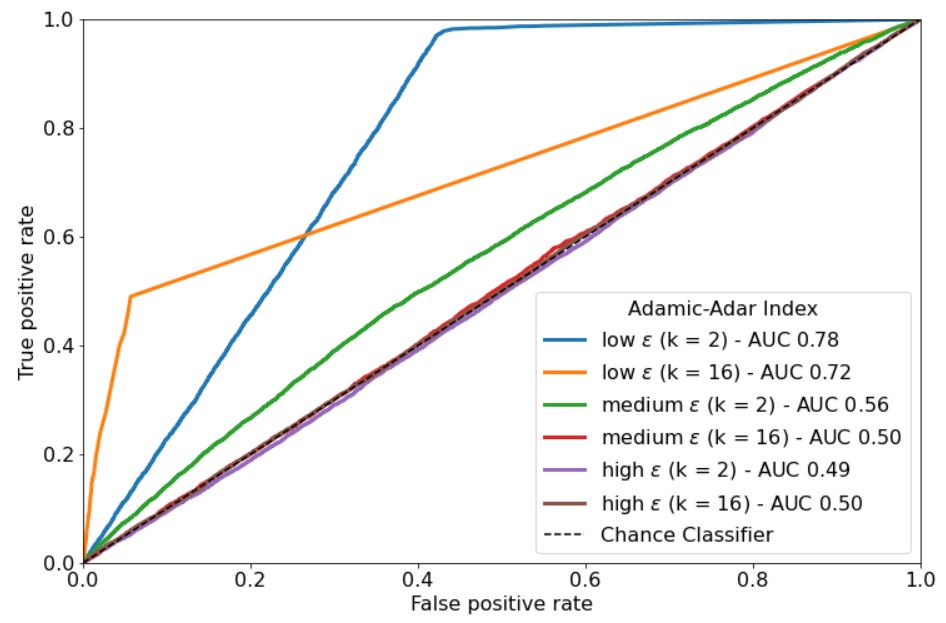 1.0
0.8
0.6
0.4
0.2
0.0
True positive rate
Adamic-Adar Index
low ε (k = 2) - AUC 0.78
low ε (k = 16) - AUC 0.72
medium ε (k = 2) - AUC 0.56
medium ε (k = 16) - AUC 0.50
high ε (k = 2) - AUC 0.49
high ε (k = 16) - AUC 0.50
Chance Classifier
0.0 0.2 0.4 0.6 0.8 1.0
False positive rate